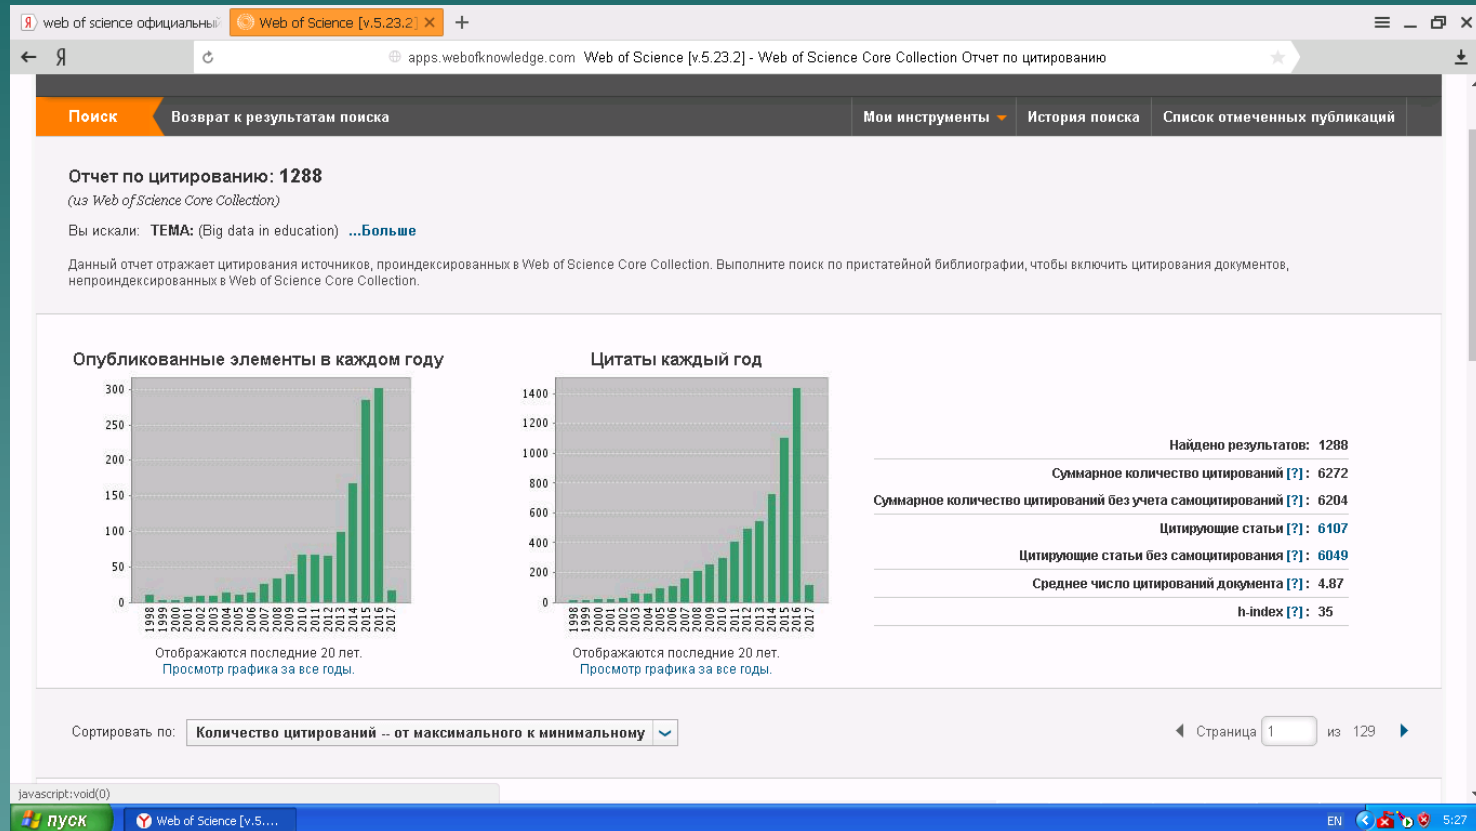 web of science официальный
Web of Science [v.5.23.2]
apps.webofknowledge.com Web of Science [v.5.23.2] - Web of Science Core Collection Отчет по цитированию
Поиск
Возврат к результатам поиска
Мои инструменты
История поиска
Список отмеченных публикаций
Отчет по цитированию: 1288
(из Web of Science Core Collection)
Вы искали: ТЕМА: (Big data in education) ...Больше
Данный отчет отражает цитирования источников, проиндексированных в Web of Science Core Collection. Выполните поиск по пристатейной библиографии, чтобы включить цитирования документов,
непроиндексированных в Web of Science Core Collection.
Опубликованные элементы в каждом году
300
250
200
150
100
50
0
1998 1999 2000 2001 2002 2003 2004 2005 2006 2007 2008 2009 2010 2011 2012 2013 2014 2015 2016 2017
Отображаются последние 20 лет.
Просмотр графика за все годы.
Цитаты каждый год
1400
1200
1000
800
600
400
200
0
1998 1999 2000 2001 2002 2003 2004 2005 2006 2007 2008 2009 2010 2011 2012 2013 2014 2015 2016 2017
Отображаются последние 20 лет.
Просмотр графика за все годы.
Найдено результатов: 1288
Суммарное количество цитирований [?] : 6272
Суммарное количество цитирований без учета самоцитирований [?] : 6204
Цитирующие статьи [?] : 6107
Цитирующие статьи без самоцитирования [?] : 6049
Среднее число цитирований документа [?] : 4.87
h-index [?] : 35
Сортировать по: Количество цитирований -- от максимального к минимальному
Страница 1 из 129
javascript:void(0)
пуск
Web of Science [v.5....
EN
5:27